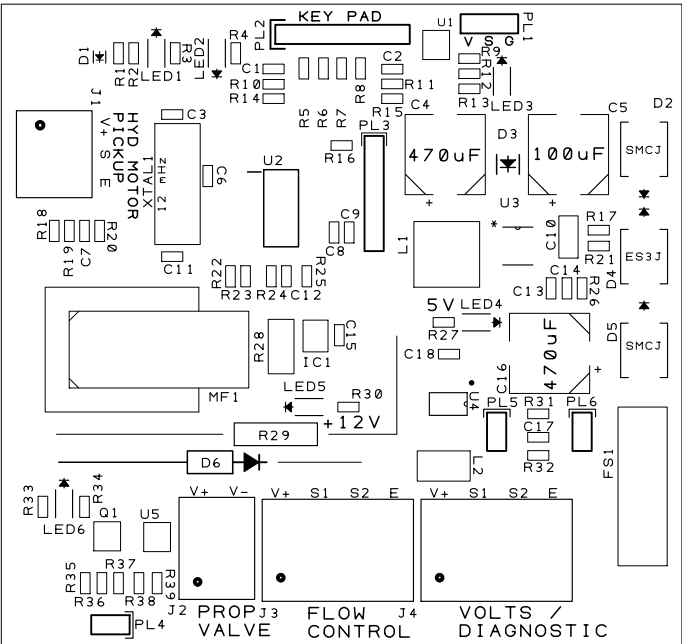 KEY PAD
PL2
U1
PL1
V S G
D1
R1
R2
LED1
R3
LED2
R4
C1
R10
R14
R5
R6
R7
R8
C2
R11
R15
R9
R12
R13
LED3
J1
V+ S E
HYD MOTOR
PICKUP
C3
XTAL1
12 MHz
C6
U2
R16
PL3
C4
470uF
+
D3
C5
100uF
+
D2
SMCJ
R18
R19
C7
R20
C11
R22
R23
R24
C12
R25
C8
C9
L1
U3
*
C10
R17
R21
D4
ES3J
C13
C14
R26
MF1
R28
IC1
C15
5V
LED4
R27
C18
C16
470uF
+
D5
SMCJ
LED5
R30
+12V
R29
U4
PL5
R31
C17
R32
PL6
FS1
D6
L2
R33
LED6
R34
Q1
U5
R35
R36
R37
R38
R39
PL4
V+ V-
J2
PROP
VALVE
V+ S1 S2 E
J3
FLOW
CONTROL
V+ S1 S2 E
J4
VOLTS /
DIAGNOSTIC